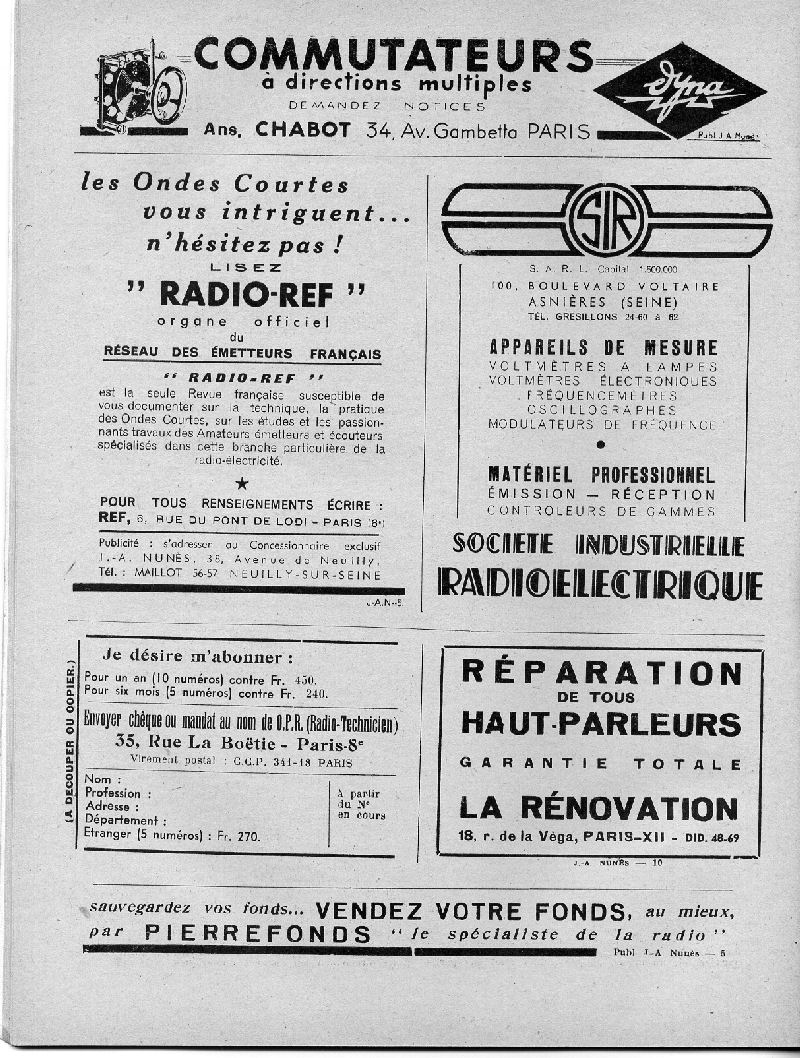 COMMUTATEURS
à directions multiples
DEMANDEZ NOTICES
Ans. CHABOT 34, Av. Gambetta PARIS
dyna
Publ J.A Nunès
les Ondes Courtes
vous intriguent...
n'hésitez pas !
LISEZ
" RADIO-REF "
organe officiel
du
RÉSEAU DES ÉMETTEURS FRANÇAIS
" RADIO-REF "
est la seule Revue française susceptible de
vous documenter sur la technique, la pratique
des Ondes Courtes, sur les études et les passion-
nants travaux des Amateurs émetteurs et écouteurs
spécialisés dans cette branche particulière de la
radio-électricité.
POUR TOUS RENSEIGNEMENTS ÉCRIRE :
REF, 6, RUE DU PONT DE LODI - PARIS (6e)
Publicité : s'adresser au Concessionnaire exclusif
J.-A. NUNÈS, 38, Avenue de Neuilly,
Tél. : MAILLOT 56-57 NEUILLY-SUR-SEINE
J.-A.N-5.
SIR
S. A. R. L. Capital 1.500.000
100, BOULEVARD VOLTAIRE
ASNIÈRES (SEINE)
TÉL. GRESILLONS 24-60 à 62
APPAREILS DE MESURE
VOLTMÈTRES A LAMPES
VOLTMÈTRES ÉLECTRONIQUES
FRÉQUENCEMETRES
OSCILLOGRAPHES
MODULATEURS DE FRÉQUENCE
MATÉRIEL PROFESSIONNEL
ÉMISSION — RÉCEPTION
CONTROLEURS DE GAMMES
SOCIETE INDUSTRIELLE
RADIOELECTRIQUE
(A DECOUPER OU COPIER.)
Je désire m'abonner :
Pour un an (10 numéros) contre Fr. 450.
Pour six mois (5 numéros) contre Fr. 240.
Envoyer chèque ou mandat au nom de O.P.R. (Radio-Technicien)
35, Rue La Boëtie - Paris-8e
Virement postal : C.C.P. 341-48 PARIS
Nom :
Profession :
Adresse :
Département :
Etranger (5 numéros) : Fr. 270.
à partir
du No
en cours
RÉPARATION
DE TOUS
HAUT-PARLEURS
GARANTIE TOTALE
LA RÉNOVATION
18, r. de la Véga, PARIS-XII - DID. 48-69
J.-A NUNÈS — 10
sauvegardez vos fonds... VENDEZ VOTRE FONDS, au mieux,
par PIERREFONDS "le spécialiste de la radio"
Publ J-A Nunès — 5